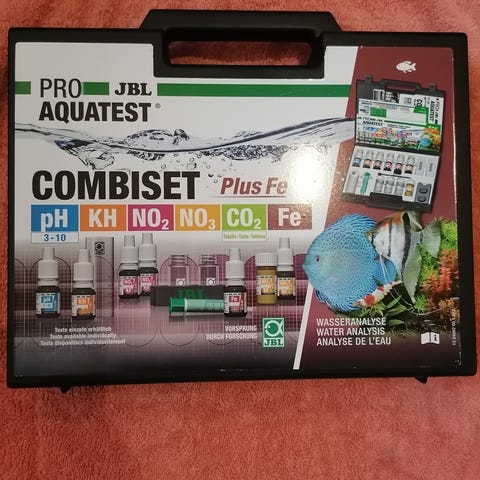 PRO JBL
AQUATEST®
COMBISET Plus Fe
pH KH NO₂ NO₃ CO₂ Fe
3-10
Tests einzeln erhältlich
Tests available individually
Tests disponibles individuellement
VORSPRUNG
DURCH FORSCHUNG
JBL
WASSERANALYSE
WATER ANALYSIS
ANALYSE DE L'EAU